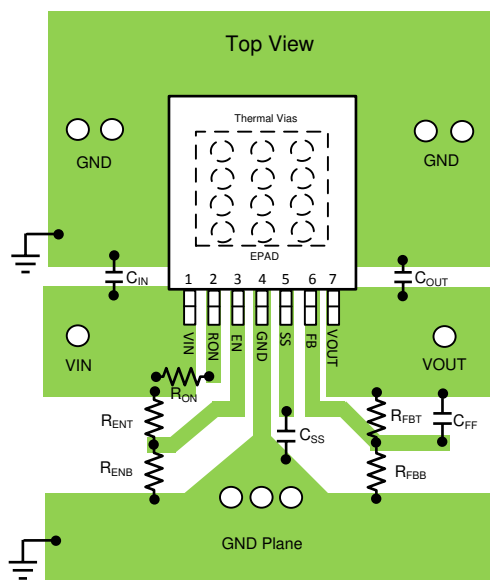 Top View
Thermal Vias
GND
GND
EPAD
CIN
COUT
1 2 3 4 5 6 7
VIN RON EN GND SS FB VOUT
VIN
VOUT
RON
RENT
RFBT
CFF
CSS
RENB
RFBB
GND Plane